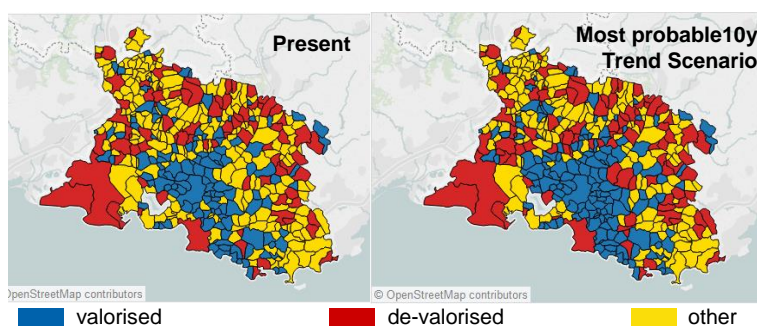 Present
Most probable10y
Trend Scenario
OpenStreetMap contributors
© OpenStreetMap contributors
valorised
de-valorised
other